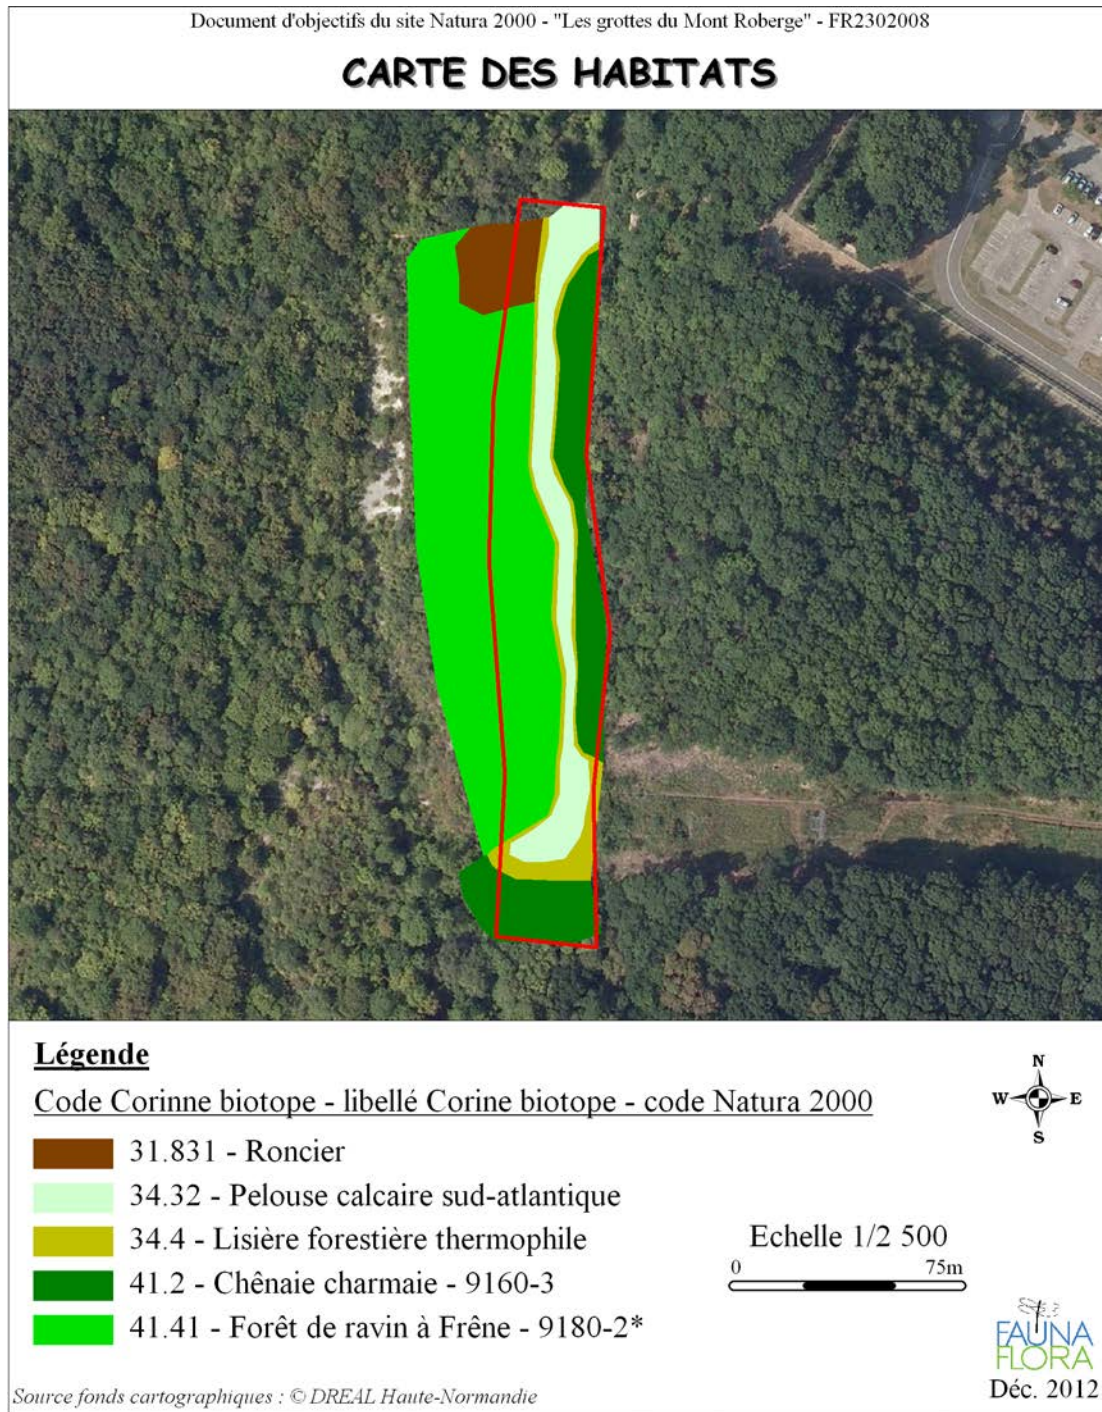 Document d'objectifs du site Natura 2000 - "Les grottes du Mont Roberge" - FR2302008
CARTE DES HABITATS
Légende
Code Corinne biotope - libellé Corine biotope - code Natura 2000
31.831 - Roncier
34.32 - Pelouse calcaire sud-atlantique
34.4 - Lisière forestière thermophile
41.2 - Chênaie charmaie - 9160-3
41.41 - Forêt de ravin à Frêne - 9180-2*
N
W E
S
Echelle 1/2 500
0 75m
FAUNA
FLORA
Déc. 2012
Source fonds cartographiques : © DREAL Haute-Normandie